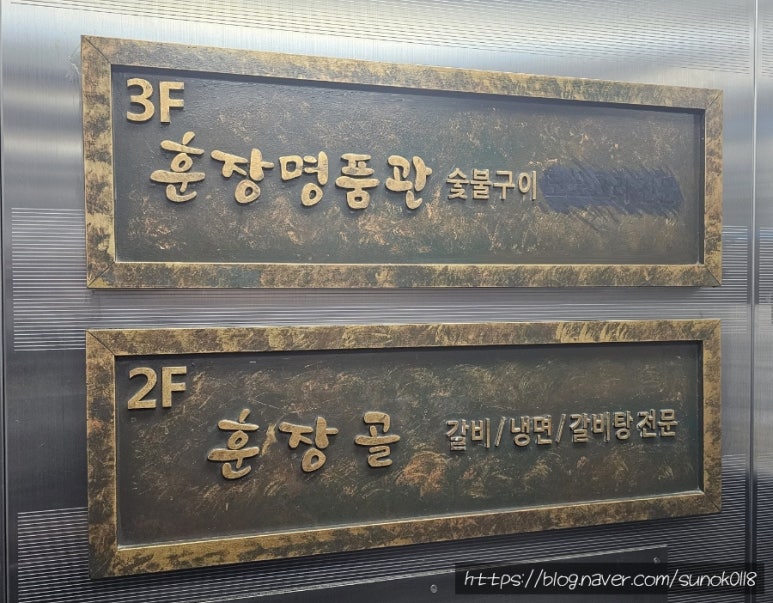 3F
훈장명품관 숯불구이
2F
훈장골 갈비/냉면/갈비탕 전문
https://blog.naver.com/sunok0118